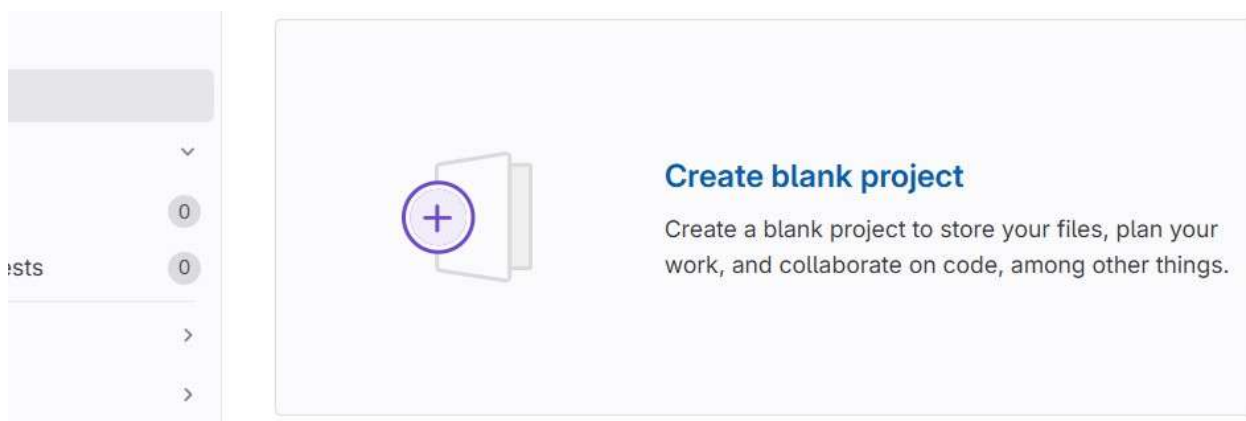 Create blank project
Create a blank project to store your files, plan your
work, and collaborate on code, among other things.
0
ests
0